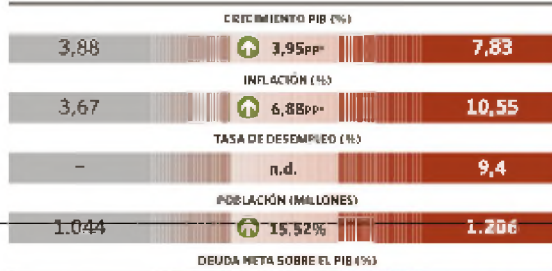 CRECIMIENTO PIB (%)
3,88 3,95pp* 7,83
INFLACIÓN (%)
3,67 6,88pp* 10,55
TASA DE DESEMPLEO (%)
– n.d. 9,4
POBLACIÓN (MILLONES)
1.044 15,52% 1.206
DEUDA NETA SOBRE EL PIB (%)